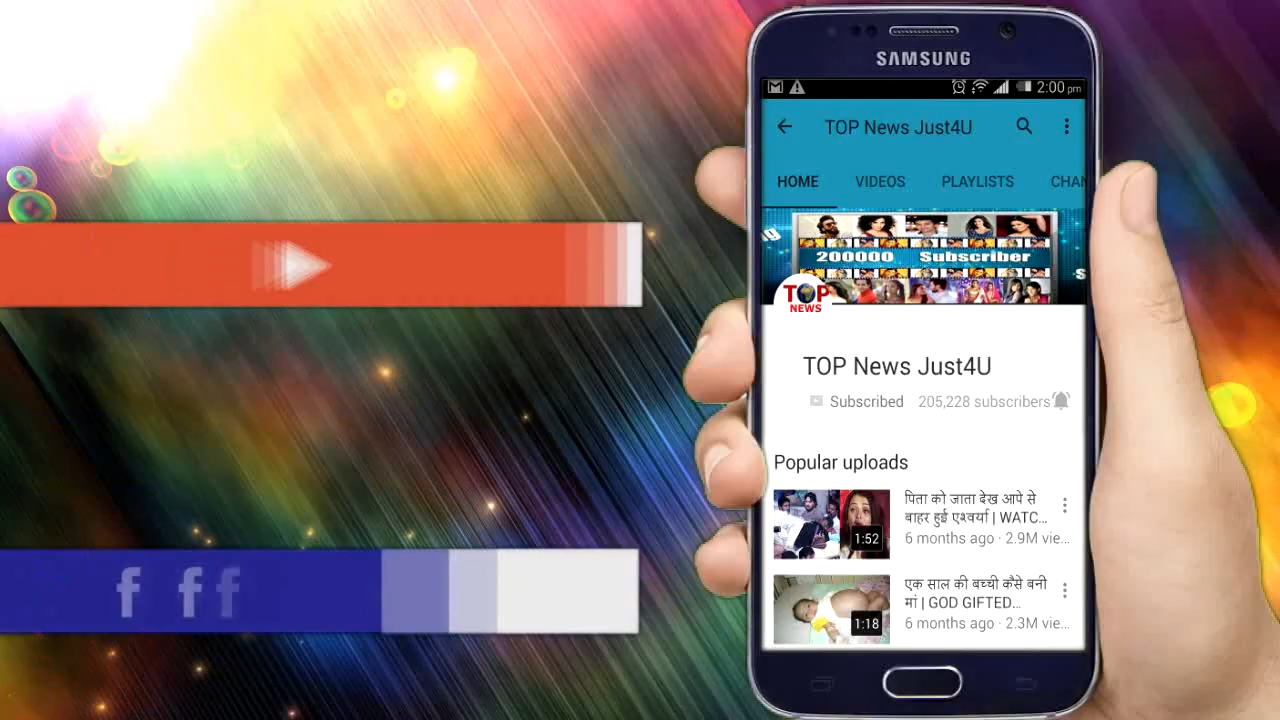 SAMSUNG
2:00 pm
TOP News Just4U
HOME VIDEOS PLAYLISTS CHAN
200000 Subscriber
TOP
NEWS
TOP News Just4U
Subscribed 205,228 subscribers
Popular uploads
पिता को जाता देख आपे से
बाहर हुई एश्वर्या | WATC...
6 months ago · 2.9M vie...
1:52
एक साल की बच्ची कैसे बनी
मां | GOD GIFTED...
6 months ago · 2.3M vie...
1:18
f f f